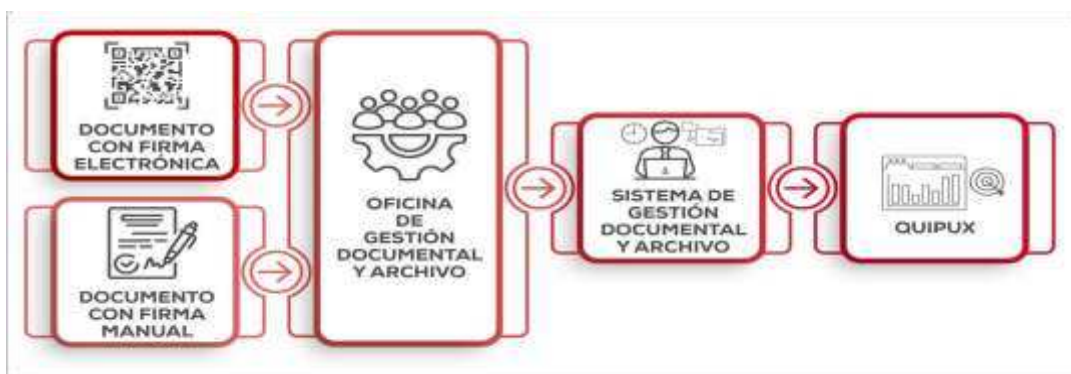 DOCUMENTO
CON FIRMA
ELECTRÓNICA
DOCUMENTO
CON FIRMA
MANUAL
OFICINA
DE
GESTIÓN
DOCUMENTAL
Y ARCHIVO
SISTEMA DE
GESTIÓN
DOCUMENTAL
Y ARCHIVO
QUIPUX